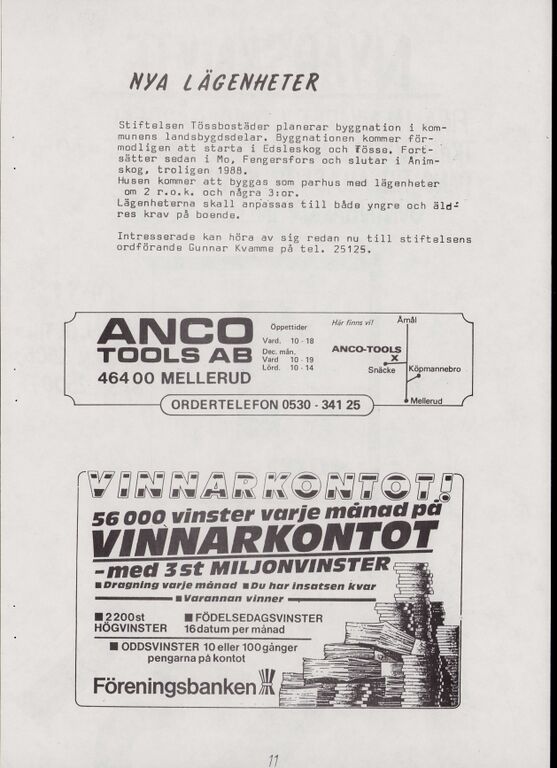 NYA LÄGENHETER
Stiftelsen Tössbostäder planerar byggnation i kom-
munens landsbygdsdelar. Byggnationen kommer för-
modligen att starta i Edsleskog och Tösse. Fort-
sätter sedan i Mo, Fengersfors och slutar i Änim-
skog, troligen 1988.
Husen kommer att byggas som parhus med lägenheter
om 2 r.o.k. och några 3:or.
Lägenheterna skall anpassas till både yngre och äld-
res krav på boende.
Intresserade kan höra av sig redan nu till stiftelsens
ordförande Gunnar Kvamme på tel. 25125.
ANCO
TOOLS AB
464 00 MELLERUD
Öppettider
Vard. 10 - 18
Dec. mån.
Vard 10 - 19
Lörd. 10 - 14
Här finns vi!
Åmål
ANCO-TOOLS
X
Snäcke
Köpmannebro
Mellerud
ORDERTELEFON 0530 - 341 25
VINNARKONTOT!
56 000 vinster varje månad på
VINNARKONTOT
- med 3 st MILJONVINSTER
■ Dragning varje månad ■ Du har insatsen kvar
■ Varannan vinner
■ 2 200 st
HÖGVINSTER
■ FÖDELSEDAGSVINSTER
16 datum per månad
■ ODDSVINSTER 10 eller 100 gånger
pengarna på kontot
Föreningsbanken
11